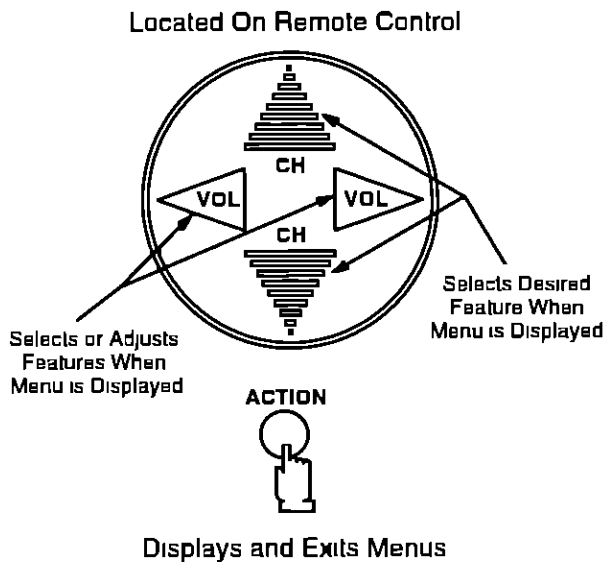 Located On Remote Control
CH
VOL
VOL
CH
Selects Desired
Feature When
Menu is Displayed
Selects or Adjusts
Features When
Menu is Displayed
ACTION
Displays and Exits Menus